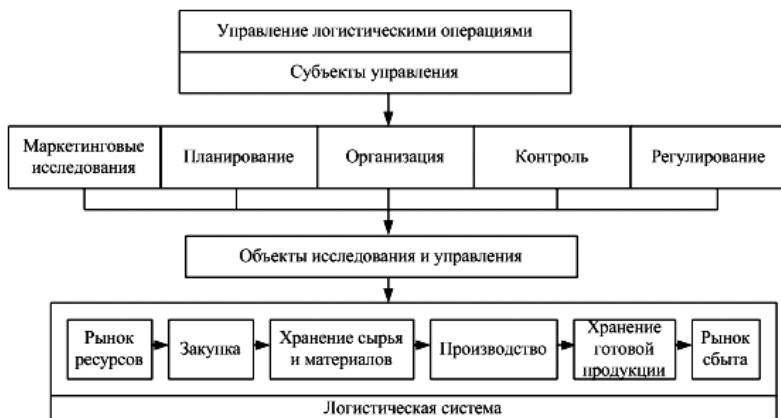 Управление логистическими операциями
Субъекты управления
Маркетинговые
исследования
Планирование
Организация
Контроль
Регулирование
Объекты исследования и управления
Рынок
ресурсов
Закупка
Хранение сырья
и материалов
Производство
Хранение
готовой
продукции
Рынок
сбыта
Логистическая система